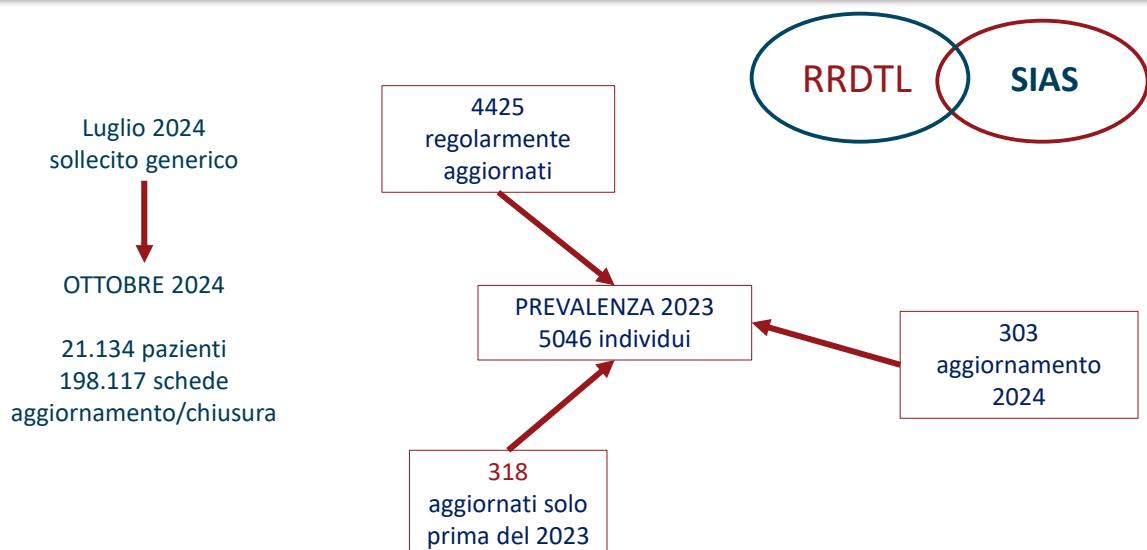 RRDTL
SIAS
Luglio 2024
sollecito generico
OTTOBRE 2024
21.134 pazienti
198.117 schede
aggiornamento/chiusura
4425
regolarmente
aggiornati
PREVALENZA 2023
5046 individui
303
aggiornamento
2024
318
aggiornati solo
prima del 2023